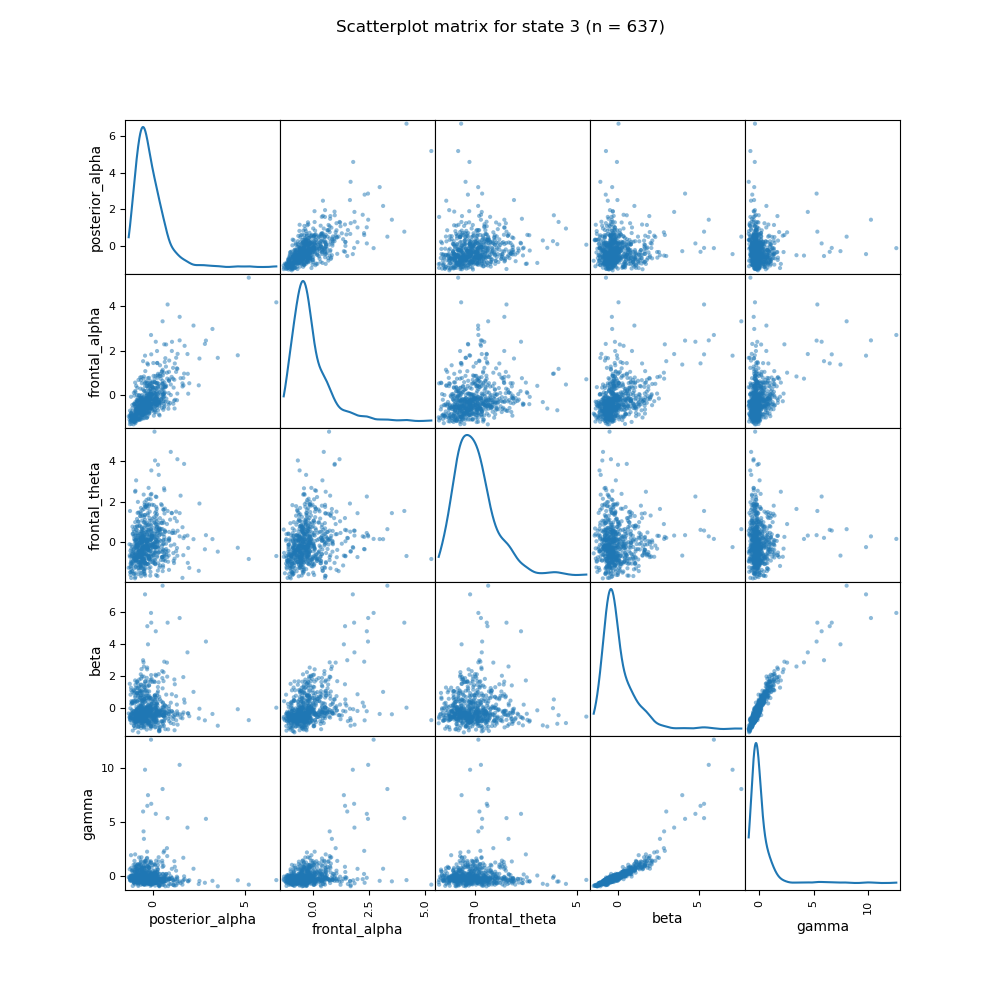 Scatterplot matrix for state 3 (n = 637)
posterior_alpha
6
4
2
0
frontal_alpha
4
2
0
frontal_theta
4
2
0
beta
6
4
2
0
gamma
10
5
0
0 5 0.0 2.5 5.0 0 5 0 5 0 5 10
posterior_alpha frontal_alpha frontal_theta beta gamma